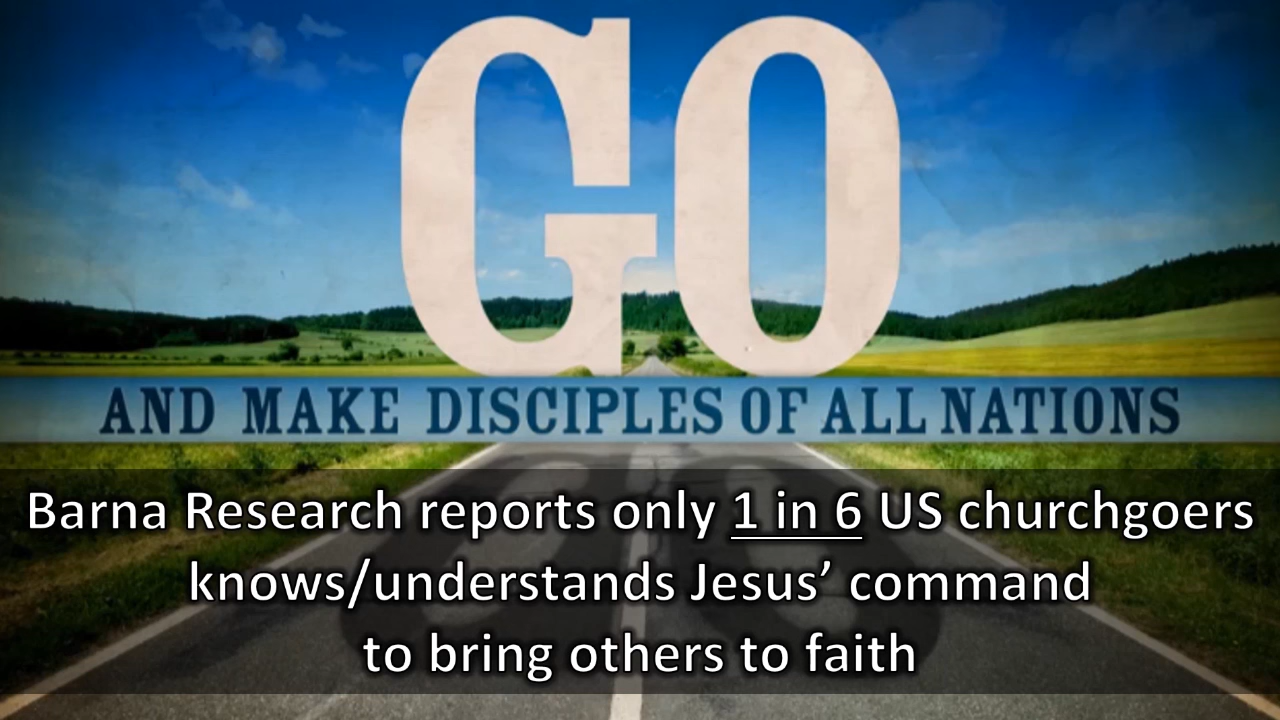 GO
AND MAKE DISCIPLES OF ALL NATIONS
Barna Research reports only 1 in 6 US churchgoers
knows/understands Jesus’ command
to bring others to faith